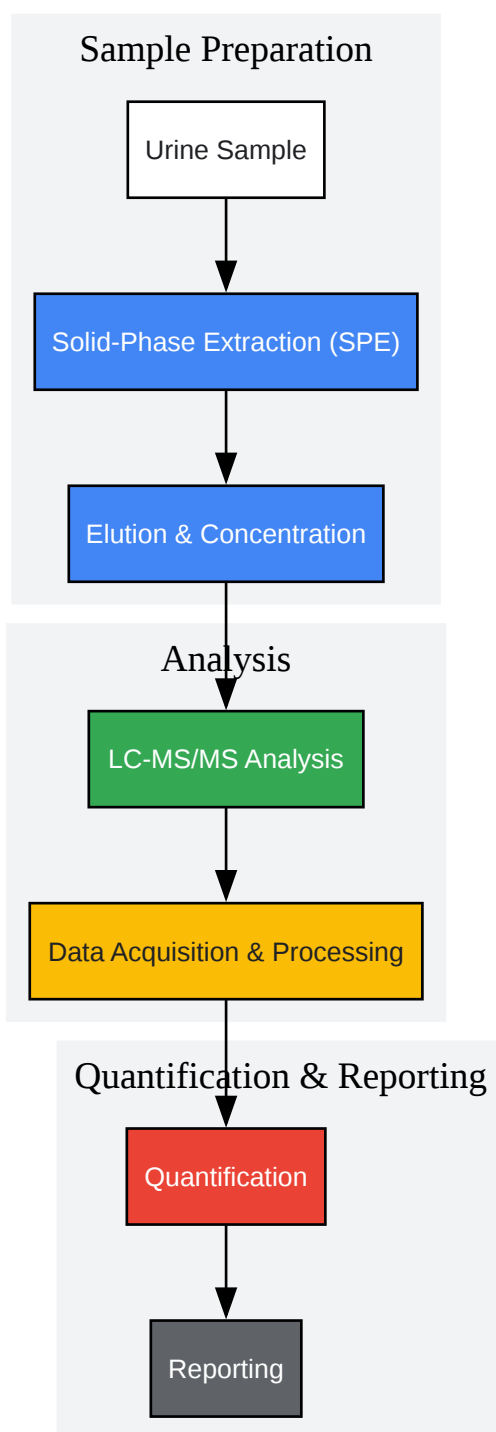 Sample Preparation
Urine Sample
Solid-Phase Extraction (SPE)
Elution & Concentration
Analysis
LC-MS/MS Analysis
Data Acquisition & Processing
Quantification & Reporting
Quantification
Reporting